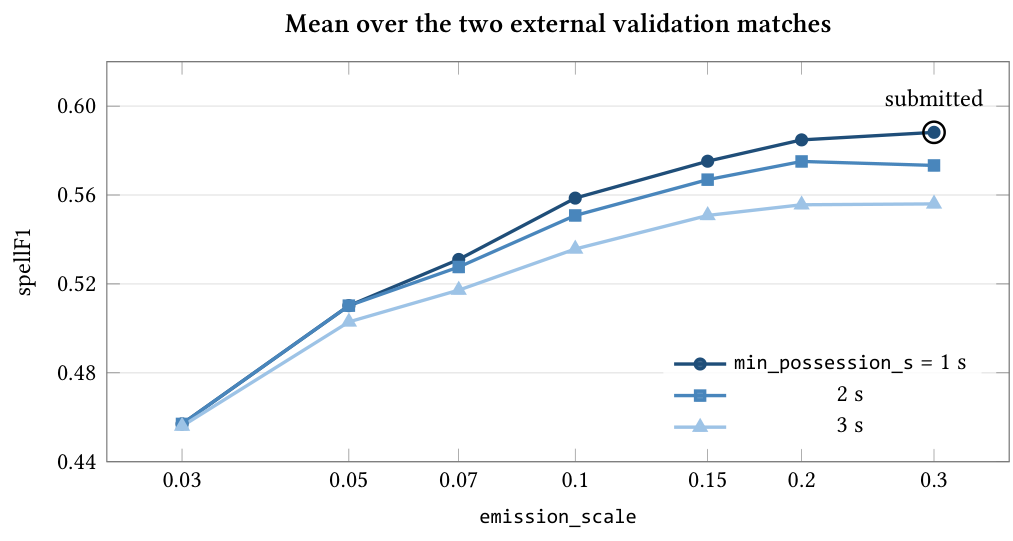 Mean over the two external validation matches
submitted
0.60
0.56
0.52
0.48
0.44
spellF1
min_possession_s = 1 s
2 s
3 s
0.03 0.05 0.07 0.1 0.15 0.2 0.3
emission_scale